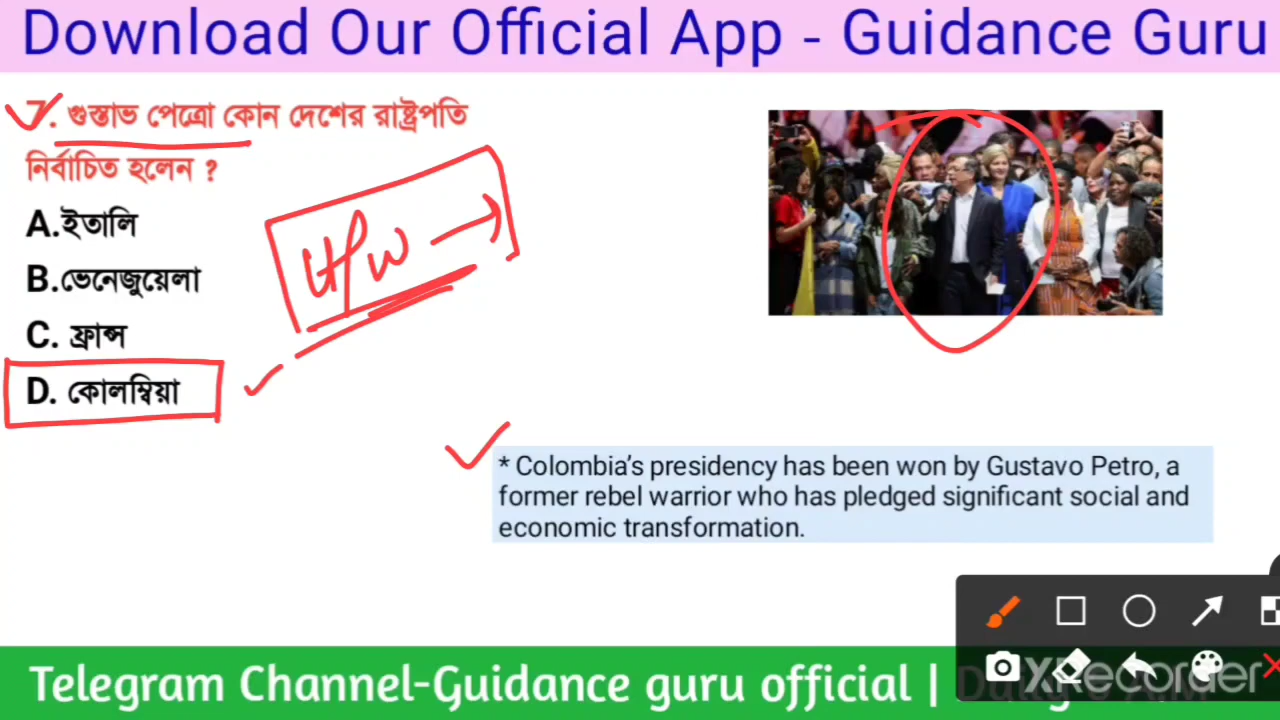 Download Our Official App - Guidance Guru
7. গুস্তাভ পেত্রো কোন দেশের রাষ্ট্রপতি
নির্বাচিত হলেন ?
A.ইতালি
B.ভেনেজুয়েলা
C. ফ্রান্স
D. কোলম্বিয়া
H/W
* Colombia's presidency has been won by Gustavo Petro, a
former rebel warrior who has pledged significant social and
economic transformation.
Telegram Channel-Guidance guru official |
XRecorder